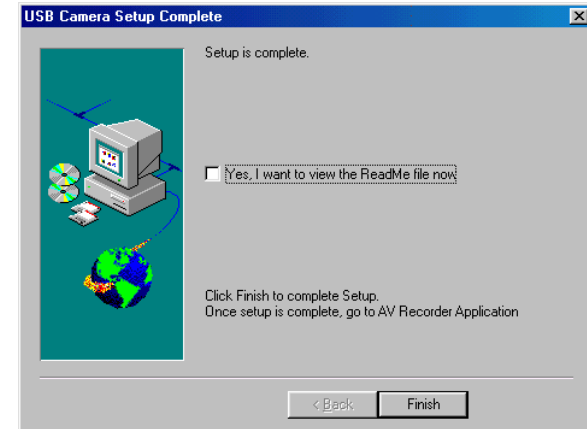 USB Camera Setup Complete
Setup is complete.
Yes, I want to view the ReadMe file now
Click Finish to complete Setup.
Once setup is complete, go to AV Recorder Application
< Back
Finish